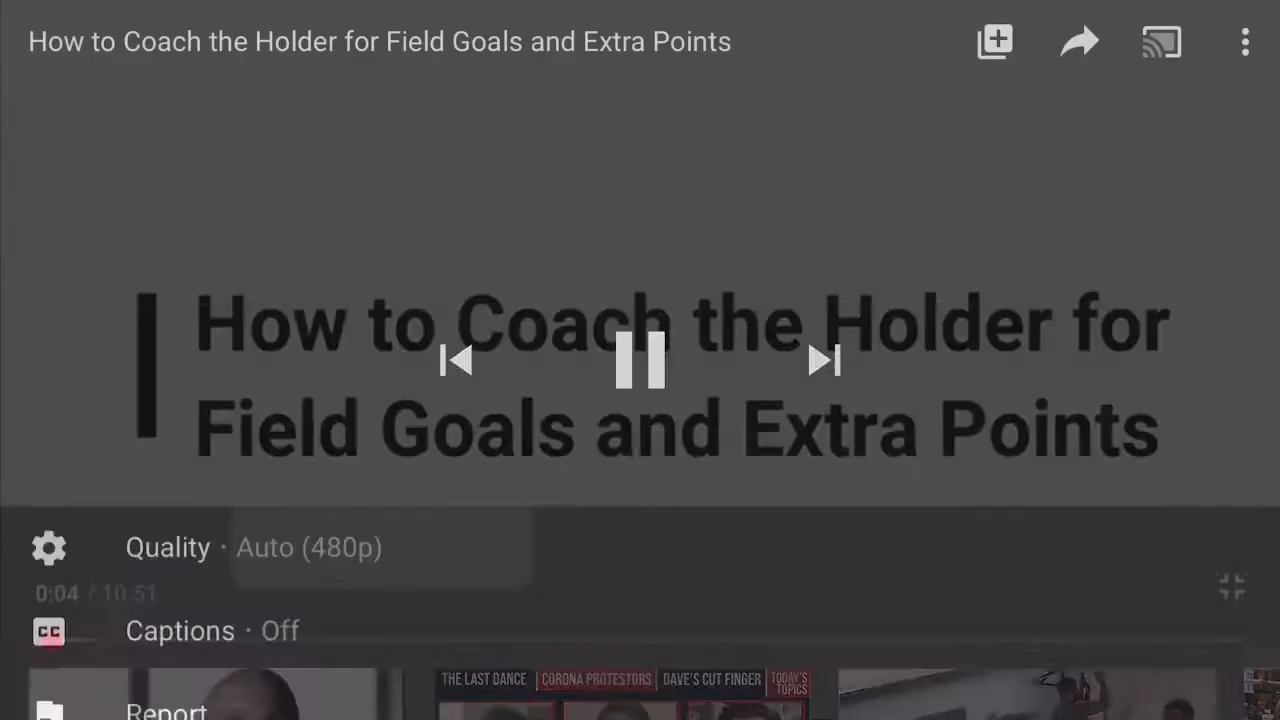 How to Coach the Holder for Field Goals and Extra Points
How to Coach the Holder for
Field Goals and Extra Points
Quality · Auto (480p)
0:04 / 10:51
CC
Captions · Off
THE LAST DANCE CORONA PROTESTORS DAVE'S CUT FINGER TODAY'S
TOPICS
Report